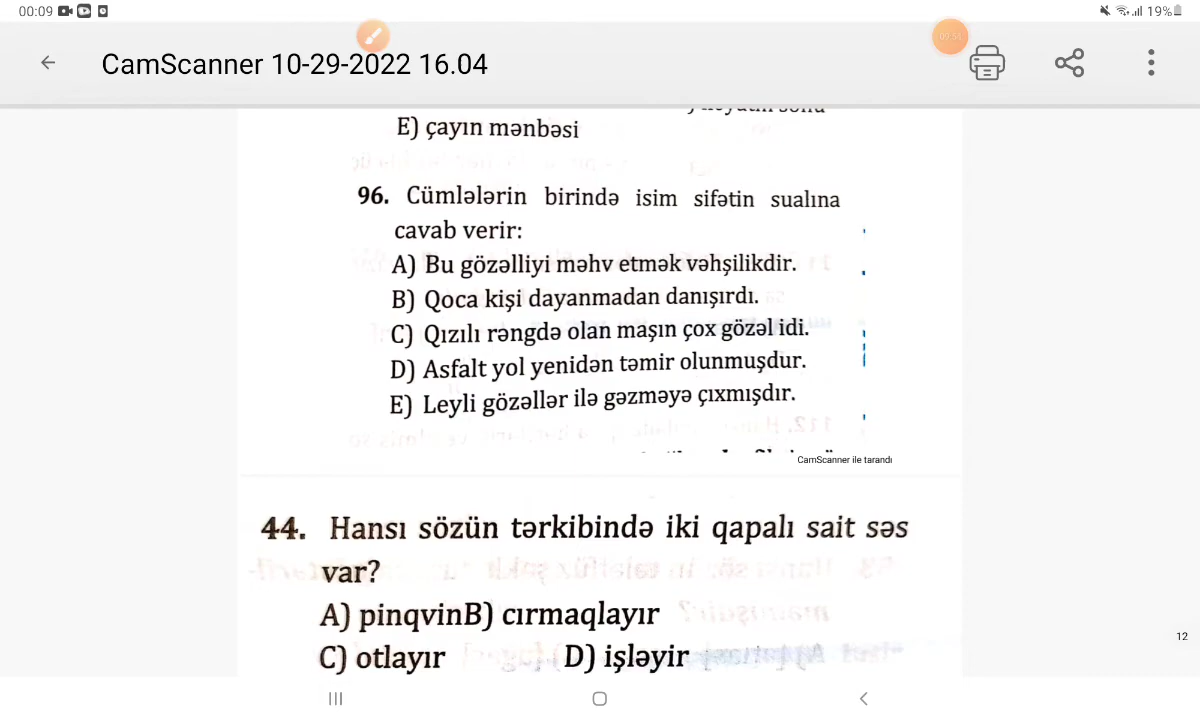 00:09
19%
CamScanner 10-29-2022 16.04
09:54
E) çayın mənbəsi
96. Cümlələrin birində isim sifətin sualına
cavab verir:
A) Bu gözəlliyi məhv etmək vəhşilikdir.
B) Qoca kişi dayanmadan danışırdı.
C) Qızılı rəngdə olan maşın çox gözəl idi.
D) Asfalt yol yenidən təmir olunmuşdur.
E) Leyli gözəllər ilə gəzməyə çıxmışdır.
CamScanner ile tarandı
44. Hansı sözün tərkibində iki qapalı sait səs
var?
A) pinqvinB) cırmaqlayır
C) otlayır D) işləyir
12